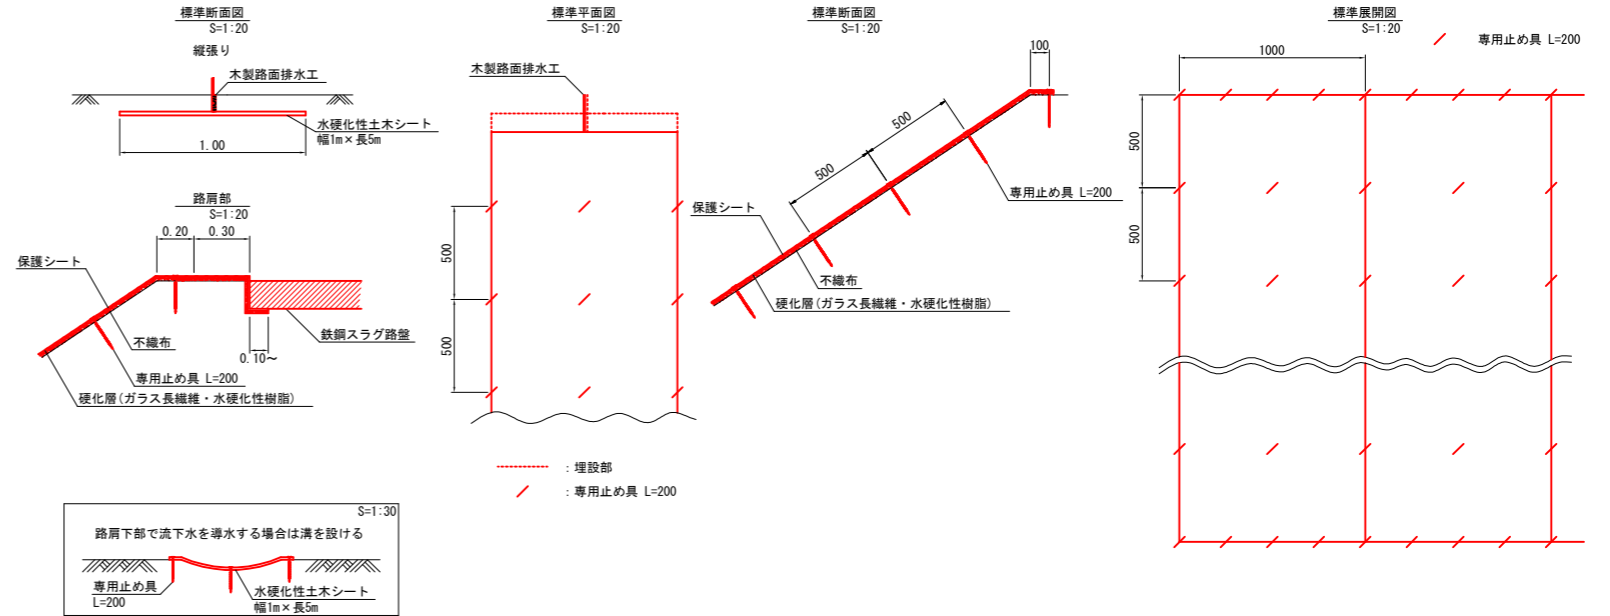 標準断面図
S=1:20
縦張り
木製路面排水工
水硬化性土木シート
幅1m×長5m
1.00
路肩部
S=1:20
0.20
0.30
保護シート
不織布
0.10～
鉄鋼スラグ路盤
専用止め具 L=200
硬化層(ガラス長繊維・水硬化性樹脂)
S=1:30
路肩下部で流下水を導水する場合は溝を設ける
専用止め具
L=200
水硬化性土木シート
幅1m×長5m
標準平面図
S=1:20
木製路面排水工
500
500
：埋設部
：専用止め具 L=200
標準断面図
S=1:20
100
500
500
専用止め具 L=200
保護シート
不織布
硬化層(ガラス長繊維・水硬化性樹脂)
標準展開図
S=1:20
専用止め具 L=200
1000
500
500